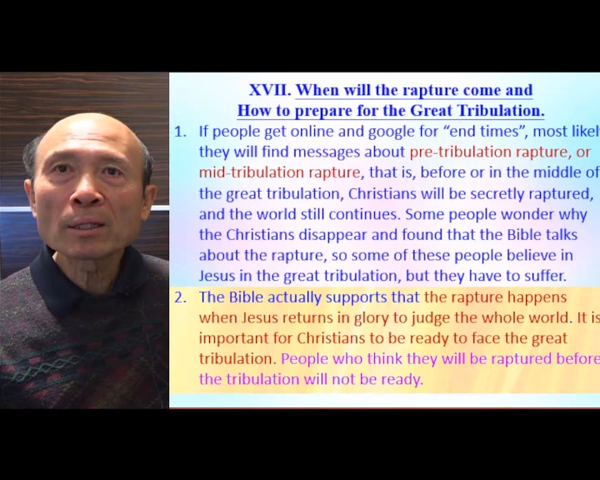 XVII. When will the rapture come and
How to prepare for the Great Tribulation.
1. If people get online and google for “end times”, most likely
they will find messages about pre-tribulation rapture, or
mid-tribulation rapture, that is, before or in the middle of
the great tribulation, Christians will be secretly raptured,
and the world still continues. Some people wonder why
the Christians disappear and found that the Bible talks
about the rapture, so some of these people believe in
Jesus in the great tribulation, but they have to suffer.
2. The Bible actually supports that the rapture happens
when Jesus returns in glory to judge the whole world. It is
important for Christians to be ready to face the great
tribulation. People who think they will be raptured before
the tribulation will not be ready.